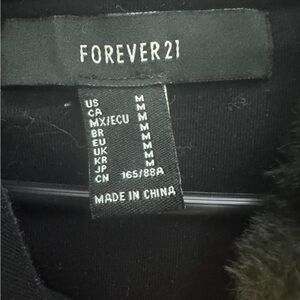 FOREVER 21
US M
CA M
MX/ECU M
BR M
EU M
UK M
KR M
JP M
CN 165/88A
MADE IN CHINA